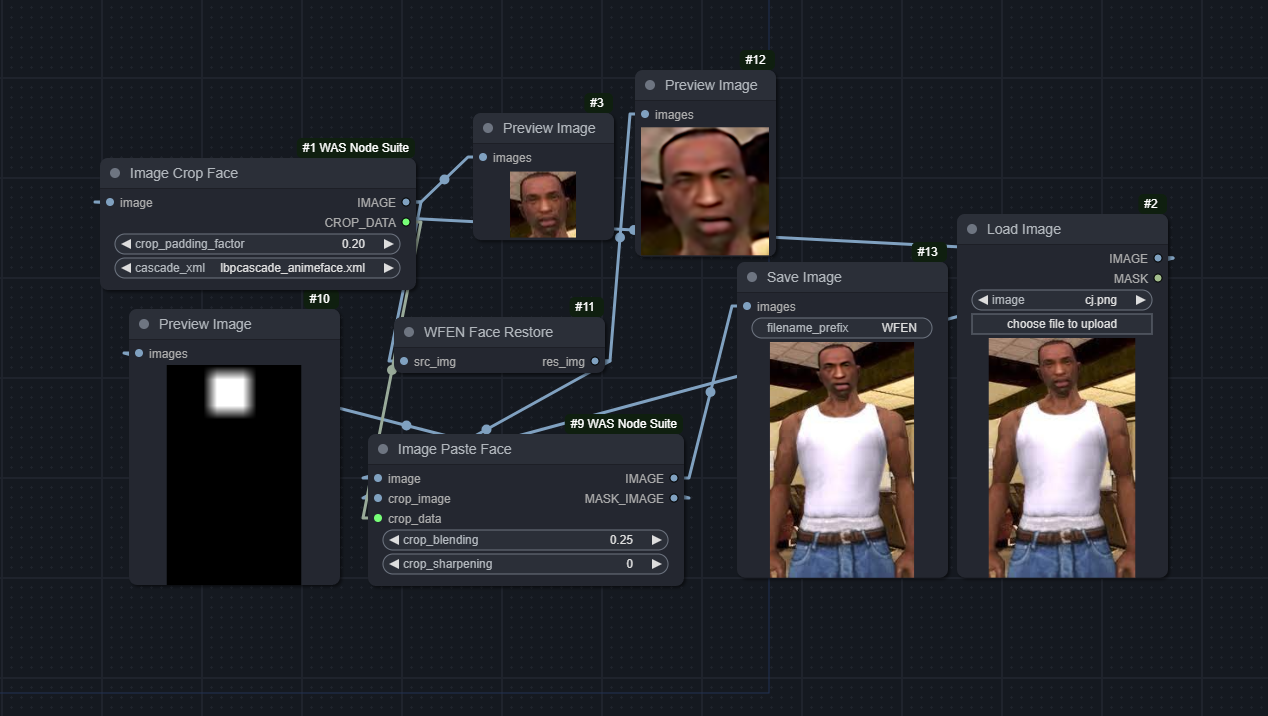 #12
Preview Image
images
#3
Preview Image
images
#1 WAS Node Suite
Image Crop Face
image
IMAGE
CROP_DATA
crop_padding_factor 0.20
cascade_xml lbpcascade_animeface.xml
#2
Load Image
IMAGE
MASK
image cj.png
choose file to upload
#13
Save Image
images
filename_prefix WFEN
#10
Preview Image
images
#11
WFEN Face Restore
src_img res_img
#9 WAS Node Suite
Image Paste Face
image IMAGE
crop_image MASK_IMAGE
crop_data
crop_blending 0.25
crop_sharpening 0